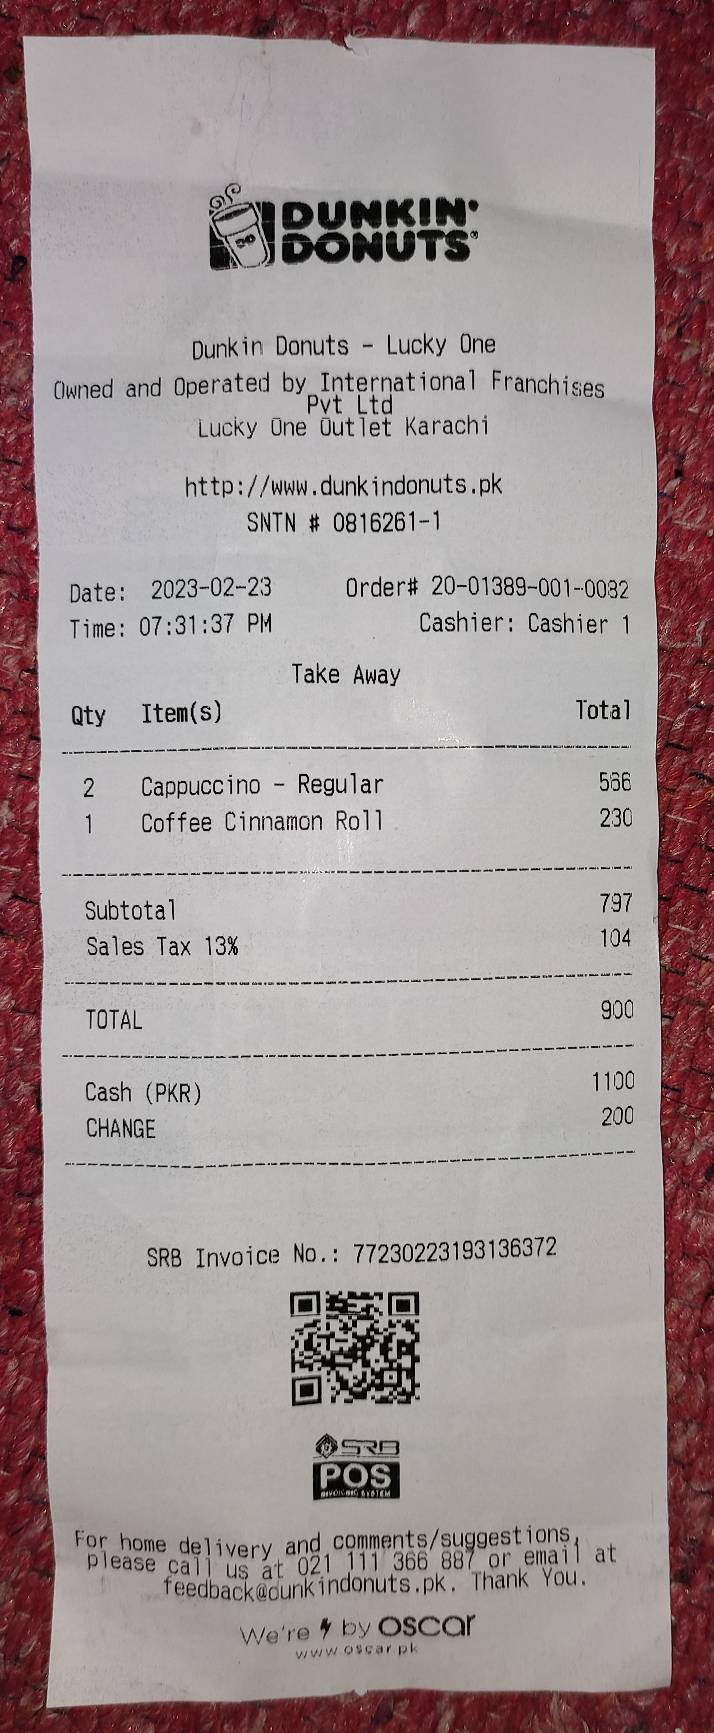 DUNKIN'
DONUTS®
Dunkin Donuts - Lucky One
Owned and Operated by International Franchises
Pvt Ltd
Lucky One Outlet Karachi
http://www.dunkindonuts.pk
SNTN # 0816261-1
Date: 2023-02-23 Order# 20-01389-001-0082
Time: 07:31:37 PM Cashier: Cashier 1
Take Away
Qty Item(s) Total
2 Cappuccino - Regular 566
1 Coffee Cinnamon Roll 230
Subtotal 797
Sales Tax 13% 104
TOTAL 900
Cash (PKR) 1100
CHANGE 200
SRB Invoice No.: 77230223193136372
SRB
POS
INVOICING SYSTEM
For home delivery and comments/suggestions,
please call us at 021 111 366 887 or email at
feedback@dunkindonuts.pk. Thank You.
We're by oscar
www.oscar.pk